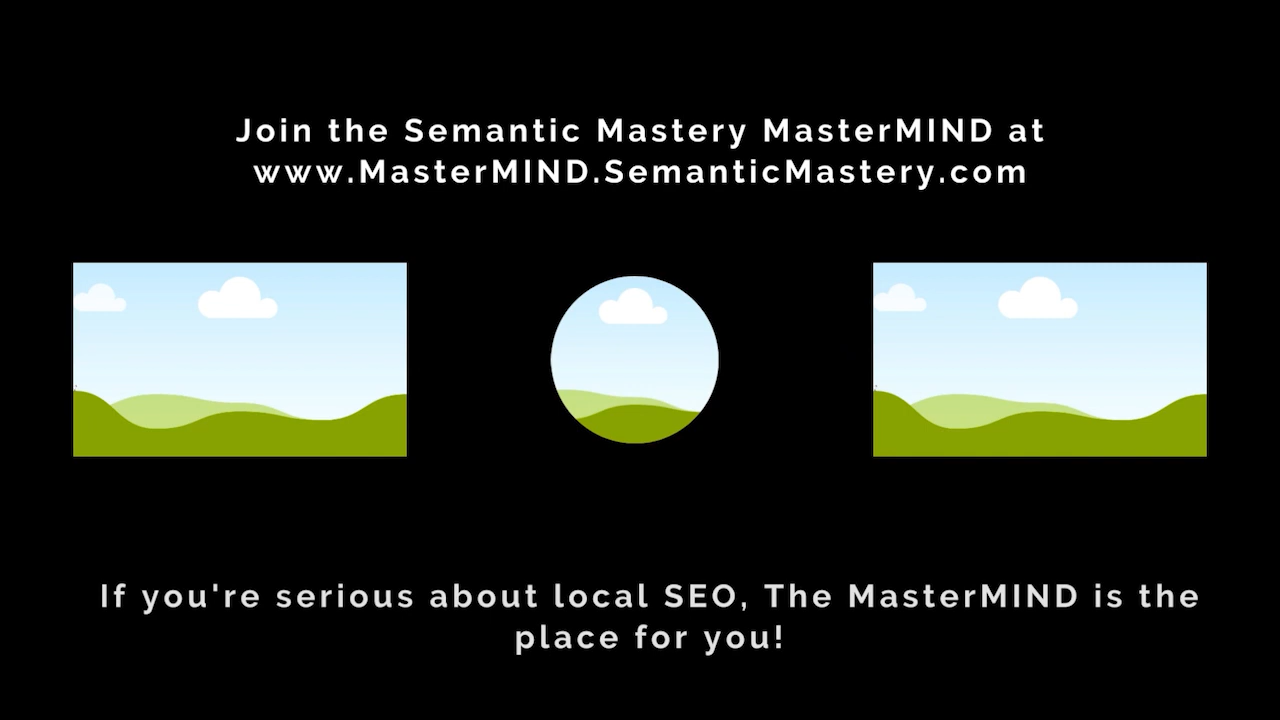 Join the Semantic Mastery MasterMIND at
www.MasterMIND.SemanticMastery.com
If you're serious about local SEO, The MasterMIND is the
place for you!